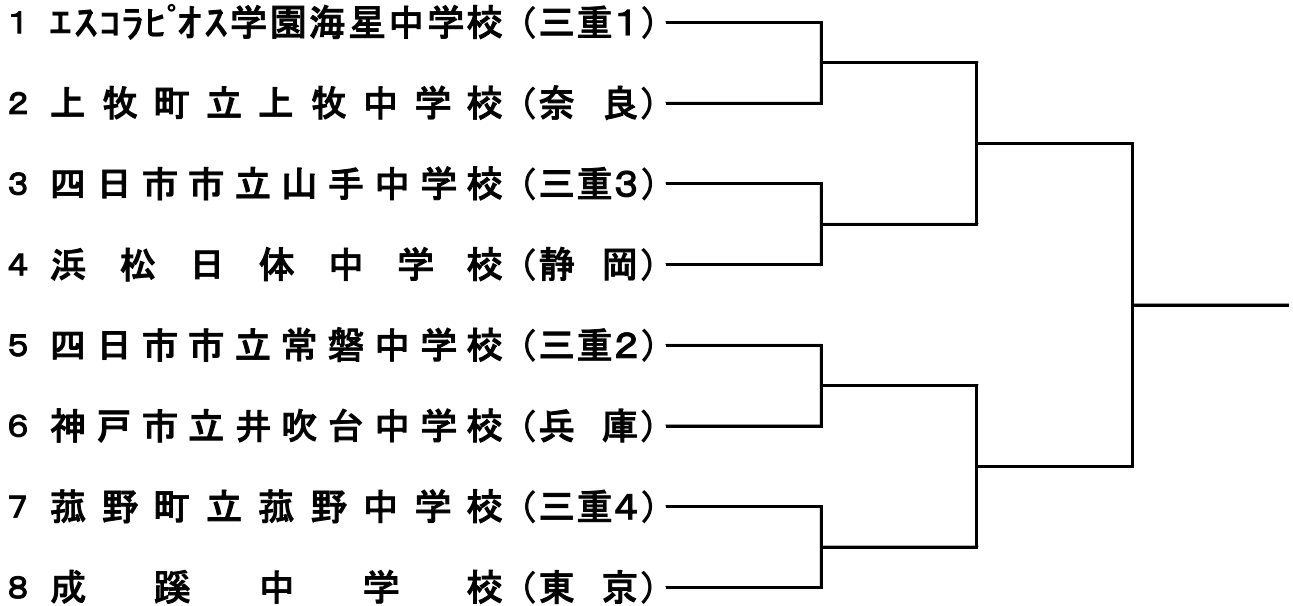 1 ｴｽｺﾗﾋﾟｵｽ学園海星中学校（三重１）
2 上牧町立上牧中学校（奈良）
3 四日市市立山手中学校（三重３）
4 浜松日体中学校（静岡）
5 四日市市立常磐中学校（三重２）
6 神戸市立井吹台中学校（兵庫）
7 菰野町立菰野中学校（三重４）
8 成蹊中学校（東京）